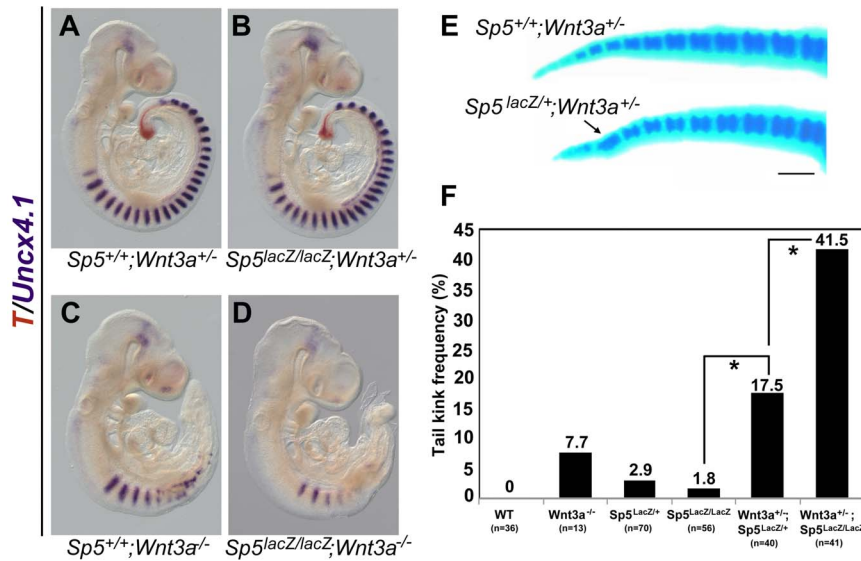 T/Uncx4.1
A
B
Sp5+/+;Wnt3a+/-
Sp5lacZ/lacZ;Wnt3a+/-
C
D
Sp5+/+;Wnt3a-/-
Sp5lacZ/lacZ;Wnt3a-/-
E
Sp5+/+;Wnt3a+/-
Sp5lacZ/+;Wnt3a+/-
F
Tail kink frequency (%)
45
40
35
30
25
20
15
10
5
0
0
7.7
2.9
1.8
17.5
41.5
*
*
WT
(n=36)
Wnt3a-/-
(n=13)
Sp5LacZ/+
(n=70)
Sp5LacZ/LacZ
(n=56)
Wnt3a+/-;
Sp5LacZ/+
(n=40)
Wnt3a+/- ;
Sp5LacZ/LacZ
(n=41)